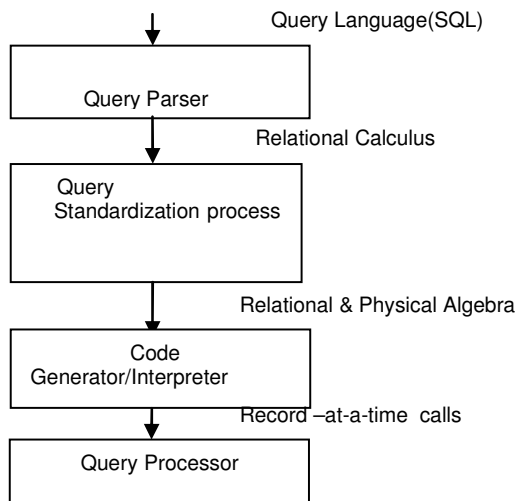 Query Language(SQL)
Query Parser
Relational Calculus
Query
Standardization process
Relational & Physical Algebra
Code
Generator/Interpreter
Record –at-a-time calls
Query Processor